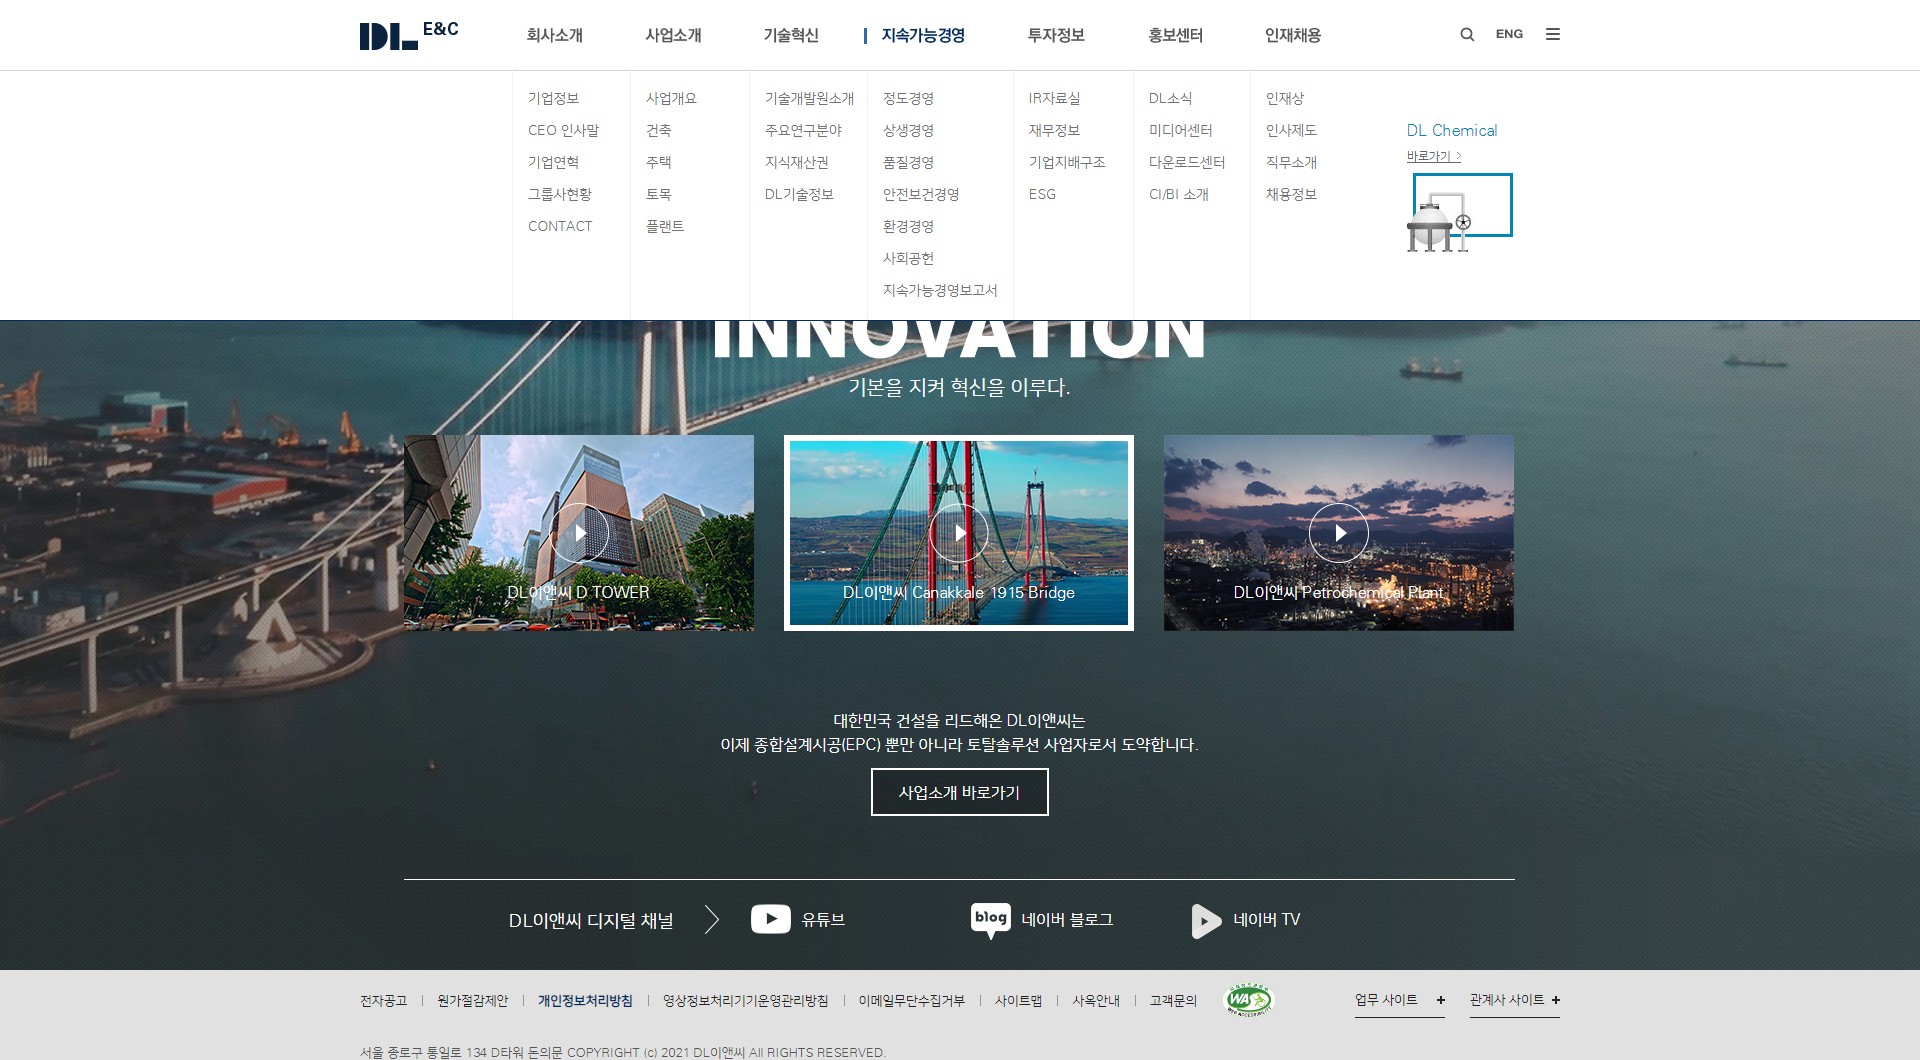 DL E&C
회사소개 사업소개 기술혁신 지속가능경영 투자정보 홍보센터 인재채용 ENG
기업정보 사업개요 기술개발원소개 정도경영 IR자료실 DL소식 인재상
CEO 인사말 건축 주요연구분야 상생경영 재무정보 미디어센터 인사제도 DL Chemical
기업연혁 주택 지식재산권 품질경영 기업지배구조 다운로드센터 직무소개 바로가기
그룹사현황 토목 DL기술정보 안전보건경영 ESG CI/BI 소개 채용정보
CONTACT 플랜트 환경경영
사회공헌
지속가능경영보고서
INNOVATION
기본을 지켜 혁신을 이루다.
DL이앤씨 D TOWER DL이앤씨 Canakkale 1915 Bridge DL이앤씨 Petrochemical Plant
대한민국 건설을 리드해온 DL이앤씨는
이제 종합설계시공(EPC) 뿐만 아니라 토탈솔루션 사업자로서 도약합니다.
사업소개 바로가기
DL이앤씨 디지털 채널 유튜브 blog 네이버 블로그 네이버 TV
전자공고 원가절감제안 개인정보처리방침 영상정보처리기기운영관리방침 이메일무단수집거부 사이트맵 사옥안내 고객문의 WA 업무 사이트 관계사 사이트
서울 종로구 통일로 134 D타워 돈의문 COPYRIGHT (c) 2021 DL이앤씨 All RIGHTS RESERVED.